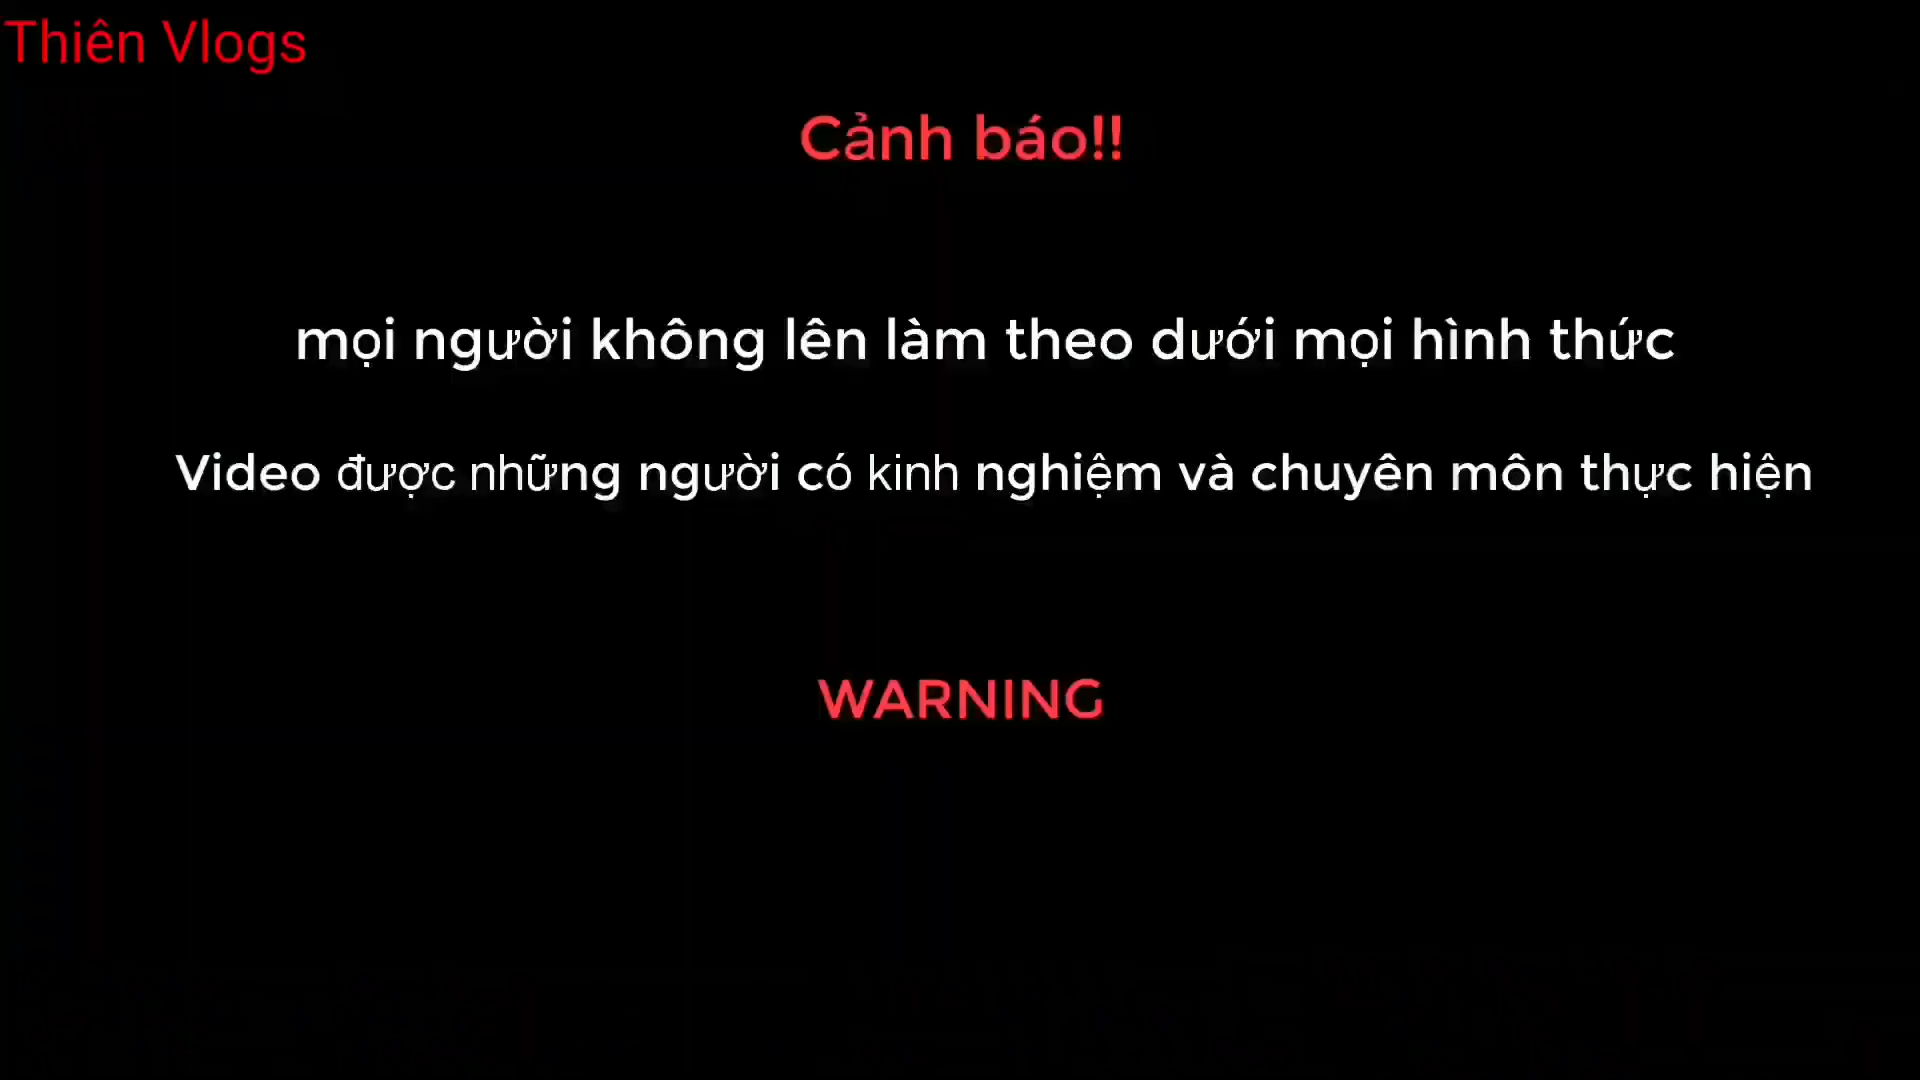 Thiên Vlogs
Cảnh báo!!
mọi người không lên làm theo dưới mọi hình thức
Video được những người có kinh nghiệm và chuyên môn thực hiện
WARNING